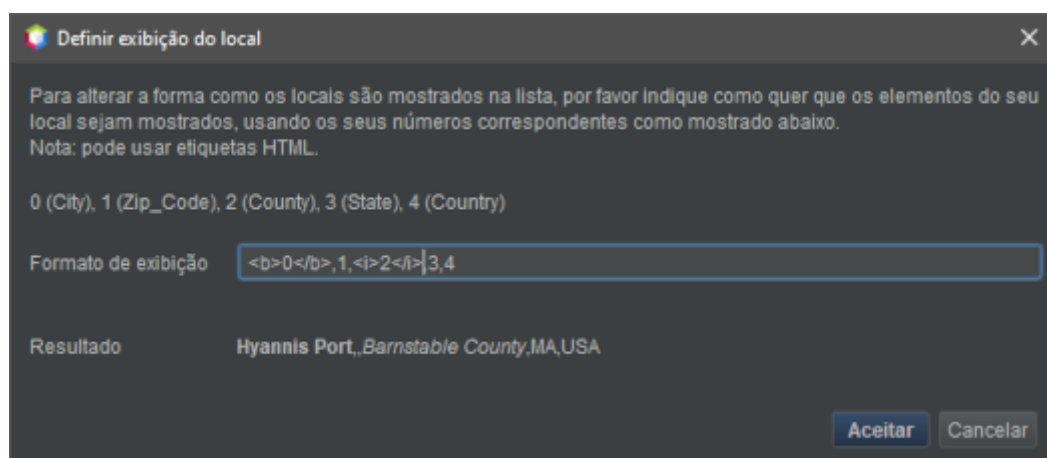 Definir exibição do local
Para alterar a forma como os locais são mostrados na lista, por favor indique como quer que os elementos do seu
local sejam mostrados, usando os seus números correspondentes como mostrado abaixo.
Nota: pode usar etiquetas HTML.
0 (City), 1 (Zip_Code), 2 (County), 3 (State), 4 (Country)
Formato de exibição <b>0</b>,1,<i>2</i>,3,4
Resultado Hyannis Port,,Barnstable County,MA,USA
Aceitar Cancelar